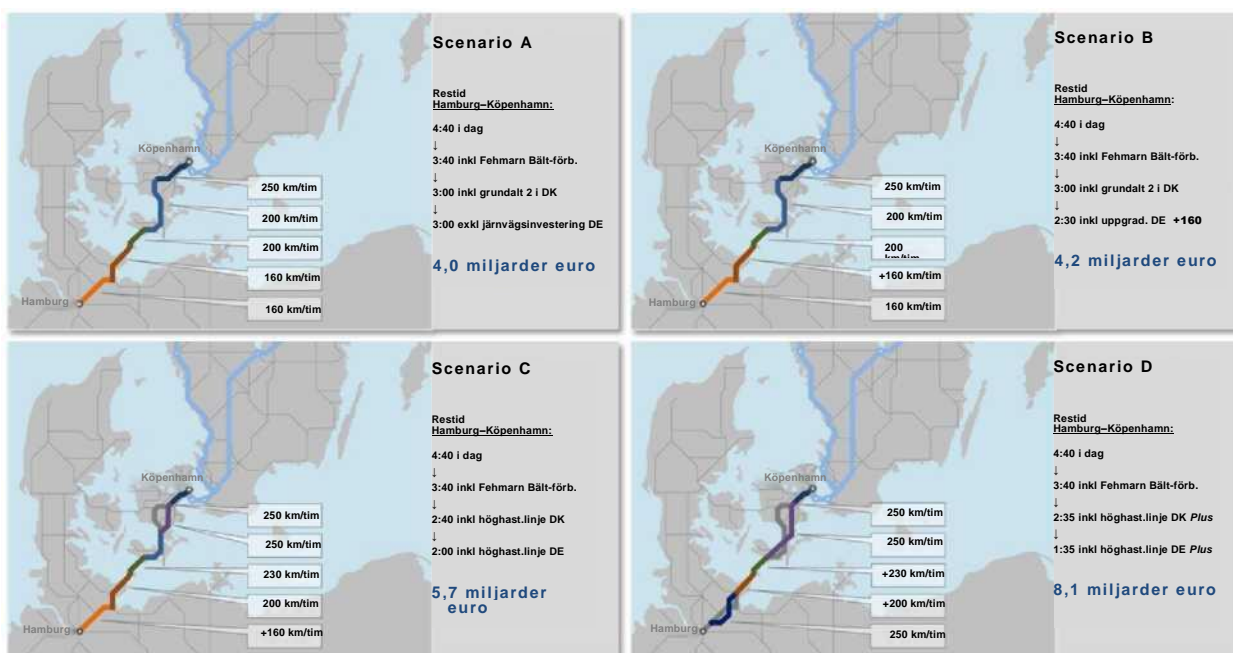 Scenario A
Restid
Hamburg–Köpenhamn:
4:40 i dag
↓
3:40 inkl Fehmarn Bält-förb.
↓
3:00 inkl grundalt 2 i DK
↓
3:00 exkl järnvägsinvestering DE
4,0 miljarder euro
Köpenhamn
250 km/tim
200 km/tim
200 km/tim
160 km/tim
160 km/tim
Hamburg
Scenario B
Restid
Hamburg–Köpenhamn:
4:40 i dag
↓
3:40 inkl Fehmarn Bält-förb.
↓
3:00 inkl grundalt 2 i DK
↓
2:30 inkl uppgrad. DE +160
4,2 miljarder euro
Köpenhamn
250 km/tim
200 km/tim
200
+160 km/tim
160 km/tim
Hamburg
Scenario C
Restid
Hamburg–Köpenhamn:
4:40 i dag
↓
3:40 inkl Fehmarn Bält-förb.
↓
2:40 inkl höghast.linje DK
↓
2:00 inkl höghast.linje DE
5,7 miljarder
euro
Köpenhamn
250 km/tim
250 km/tim
230 km/tim
200 km/tim
+160 km/tim
Hamburg
Scenario D
Restid
Hamburg–Köpenhamn:
4:40 i dag
↓
3:40 inkl Fehmarn Bält-förb.
↓
2:35 inkl höghast.linje DK Plus
↓
1:35 inkl höghast.linje DE Plus
8,1 miljarder euro
Köpenhamn
250 km/tim
250 km/tim
+230 km/tim
+200 km/tim
250 km/tim
Hamburg